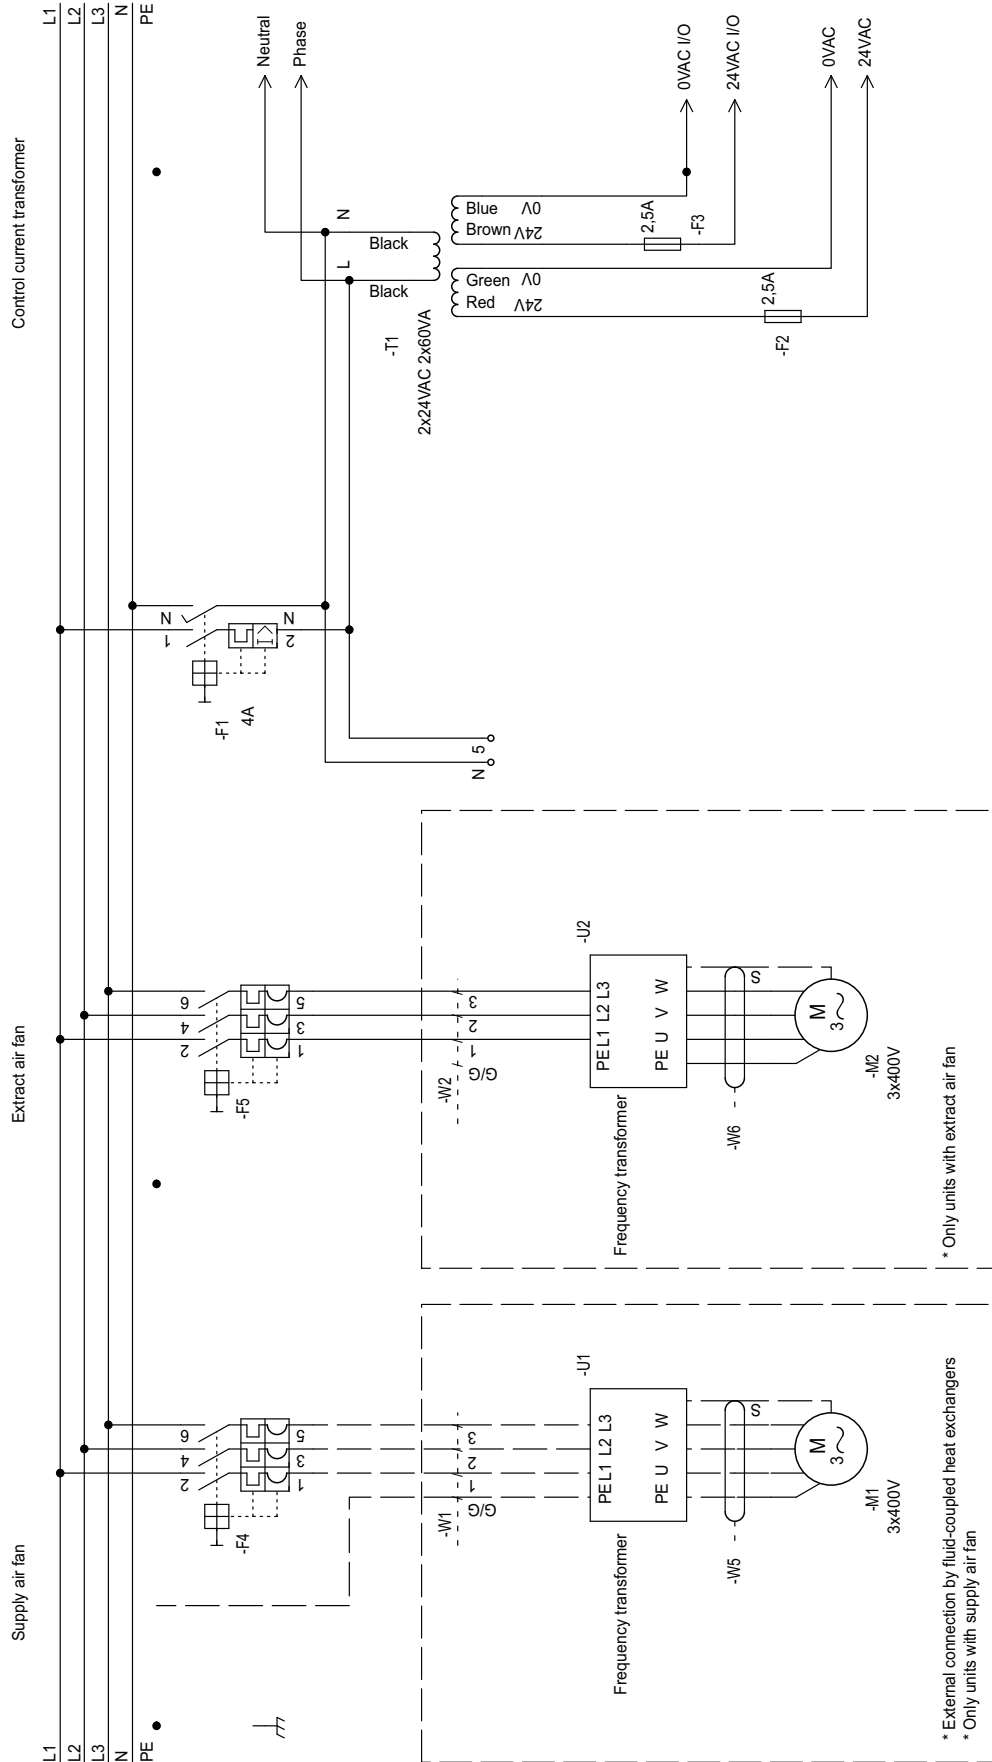 L1
L2
L3
N
PE
Supply air fan
Extract air fan
Control current transformer
L1
L2
L3
N
PE
2 4 6
-F4
1 3 5
-W1
G/G 1 2 3
-U1
PE L1 L2 L3
PE U V W
Frequency transformer
-W5
S
M
3~
-M1
3x400V
* External connection by fluid-coupled heat exchangers
* Only units with supply air fan
2 4 6
-F5
1 3 5
-W2
G/G 1 2 3
-U2
PE L1 L2 L3
PE U V W
Frequency transformer
-W6
S
M
3~
-M2
3x400V
* Only units with extract air fan
1 N
-F1
4A
2 N
N 5
Neutral
Phase
L N
Black Black
-T1
2x24VAC 2x60VA
Red Green Brown Blue
24V 0V 24V 0V
2,5A
-F3
2,5A
-F2
0VAC I/O
24VAC I/O
0VAC
24VAC